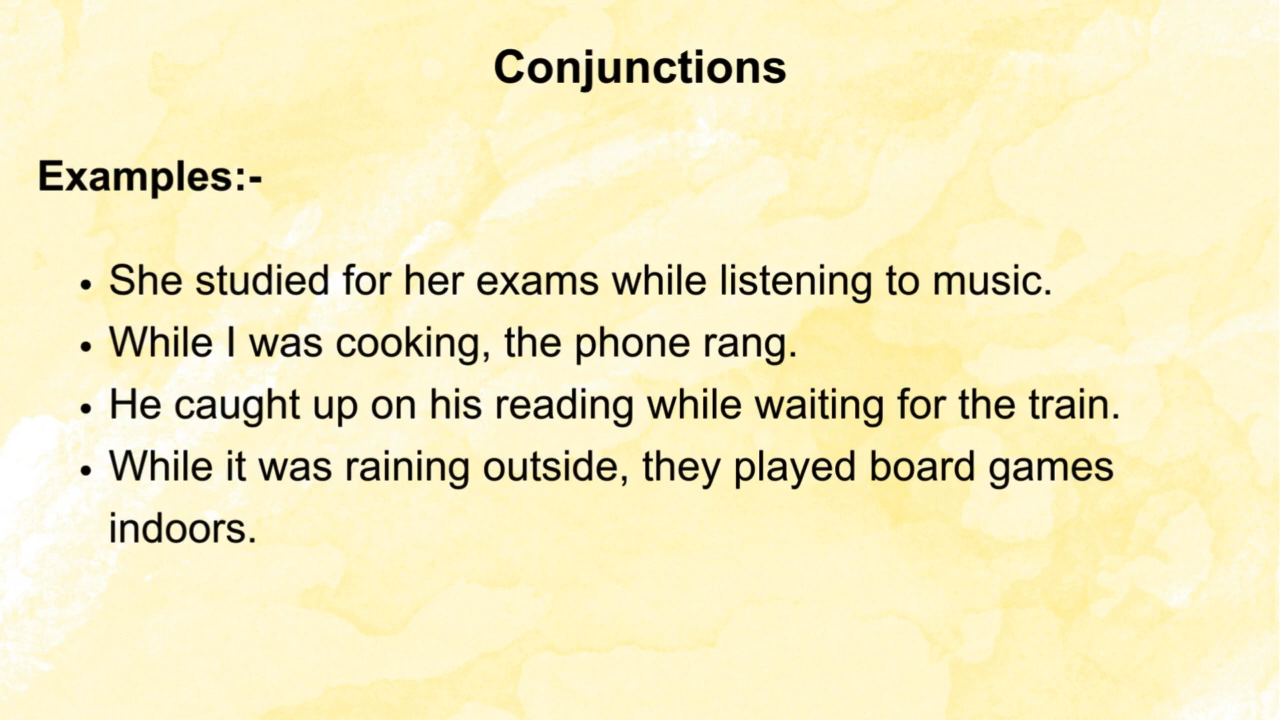 Conjunctions
Examples:-
• She studied for her exams while listening to music.
• While I was cooking, the phone rang.
• He caught up on his reading while waiting for the train.
• While it was raining outside, they played board games
indoors.